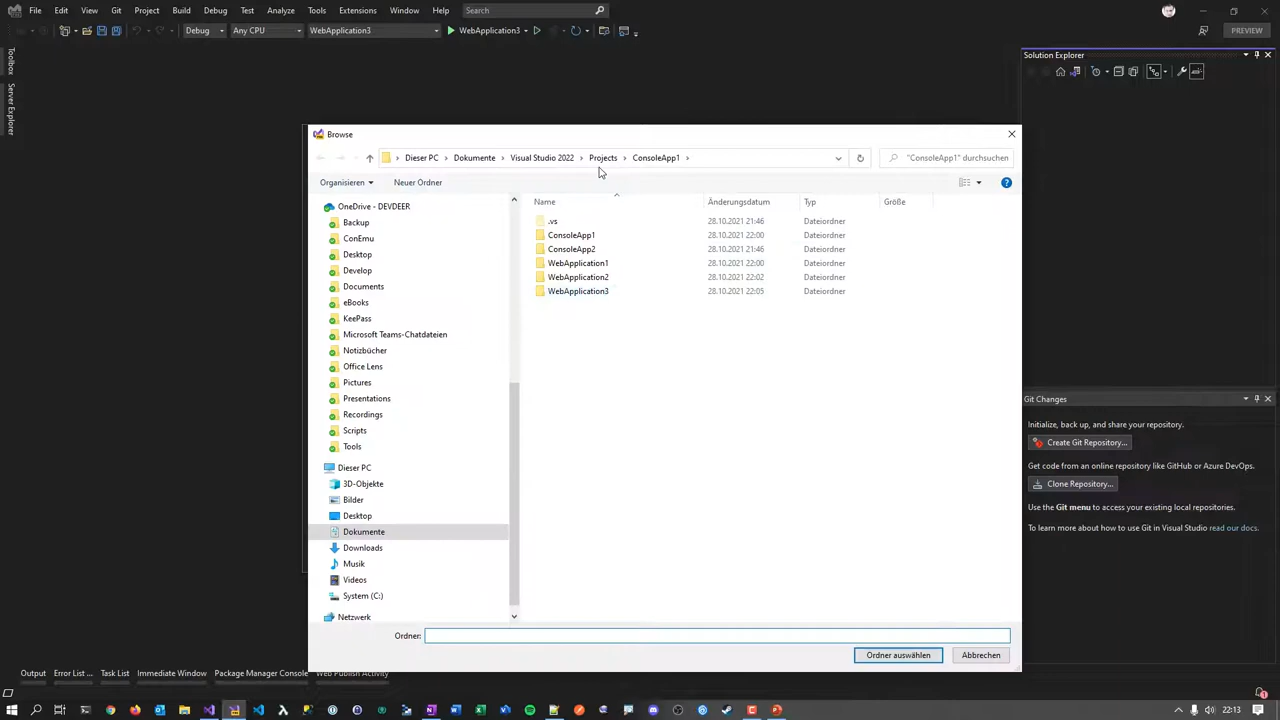 File Edit View Git Project Build Debug Test Analyze Tools Extensions Window Help Search
Debug Any CPU WebApplication3 WebApplication3 PREVIEW
Toolbox
Server Explorer
Solution Explorer
Browse
Dieser PC Dokumente Visual Studio 2022 Projects ConsoleApp1 "ConsoleApp1" durchsuchen
Organisieren Neuer Ordner
Name Änderungsdatum Typ Größe
.vs 28.10.2021 21:46 Dateiordner
ConsoleApp1 28.10.2021 22:00 Dateiordner
ConsoleApp2 28.10.2021 21:46 Dateiordner
WebApplication1 28.10.2021 22:00 Dateiordner
WebApplication2 28.10.2021 22:02 Dateiordner
WebApplication3 28.10.2021 22:05 Dateiordner
OneDrive - DEVDEER
Backup
ConEmu
Desktop
Develop
Documents
eBooks
KeePass
Microsoft Teams-Chatdateien
Notizbücher
Office Lens
Pictures
Presentations
Recordings
Scripts
Tools
Dieser PC
3D-Objekte
Bilder
Desktop
Dokumente
Downloads
Musik
Videos
System (C:)
Netzwerk
Ordner:
Ordner auswählen Abbrechen
Git Changes
Initialize, back up, and share your repository.
Create Git Repository...
Get code from an online repository like GitHub or Azure DevOps.
Clone Repository...
Use the Git menu to access your existing local repositories.
To learn more about how to use Git in Visual Studio read our docs.
Output Error List ... Task List Immediate Window Package Manager Console Web Publish Activity
22:13